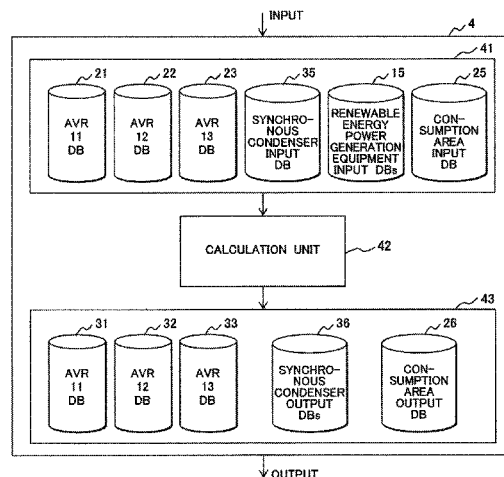 INPUT
4
41
21
22
23
35
15
25
AVR
11
DB
AVR
12
DB
AVR
13
DB
SYNCHRO-
NOUS
CONDENSER
INPUT
DB
RENEWABLE
ENERGY
POWER
GENERATION
EQUIPMENT
INPUT DBs
CON-
SUMPTION
AREA
INPUT
DB
CALCULATION UNIT
42
43
31
32
33
36
26
AVR
11
DB
AVR
12
DB
AVR
13
DB
SYNCHRO-
NOUS
CONDENSER
OUTPUT
DBs
CON-
SUMPTION
AREA
OUTPUT
DB
OUTPUT